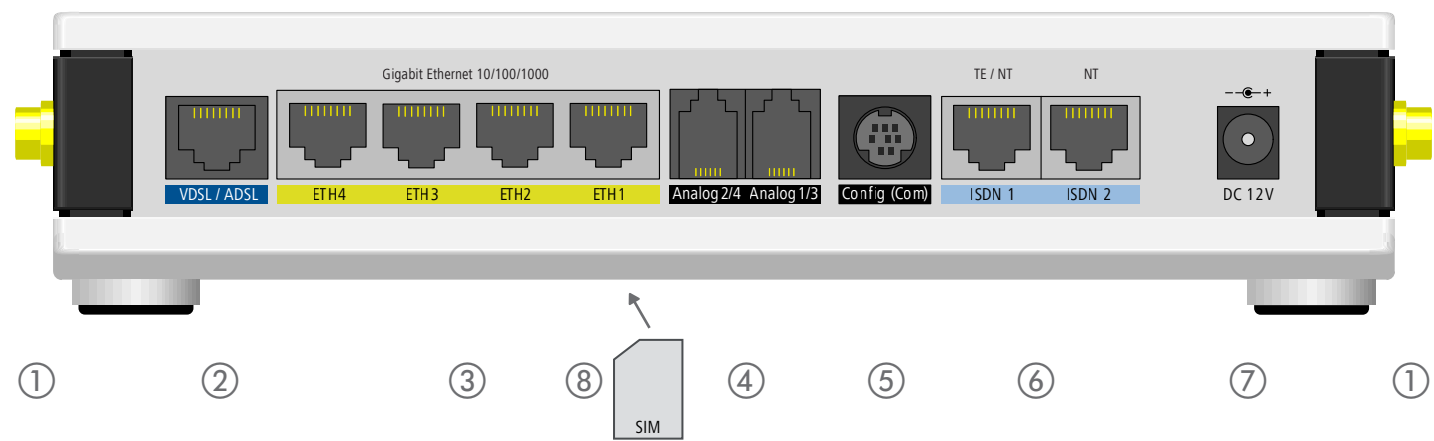 Gigabit Ethernet 10/100/1000 TE / NT NT
- - +
VDSL / ADSL ETH4 ETH3 ETH2 ETH1 Analog 2/4 Analog 1/3 Config (Com) ISDN 1 ISDN 2 DC 12V
① ② ③ ⑧ ④ ⑤ ⑥ ⑦ ①
SIM